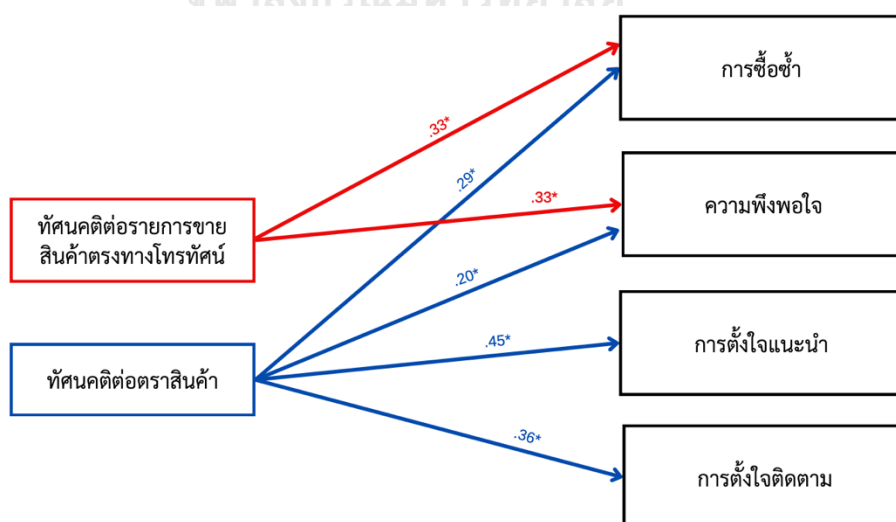 การซื้อซ้ำ
.33*
.29*
.33*
ความพึงพอใจ
ทัศนคติต่อรายการขาย
สินค้าตรงทางโทรทัศน์
.20*
.45*
การตั้งใจแนะนำ
ทัศนคติต่อตราสินค้า
.36*
การตั้งใจติดตาม